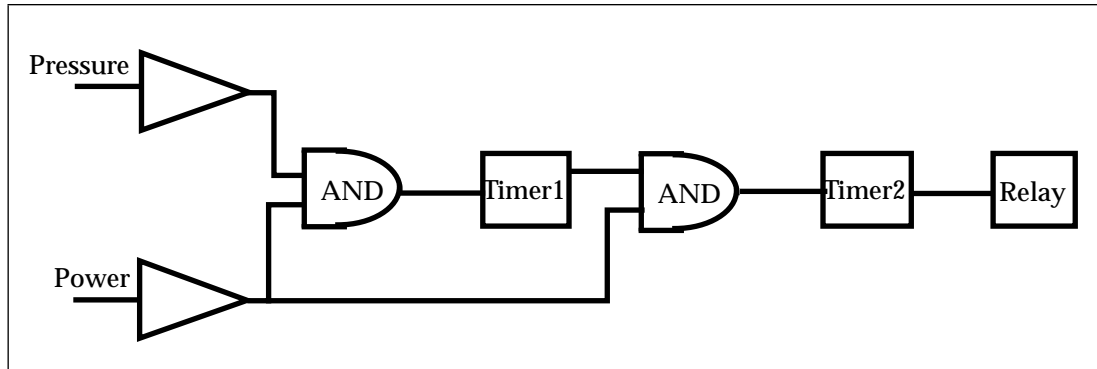 Pressure
AND
Timer1
AND
Timer2
Relay
Power